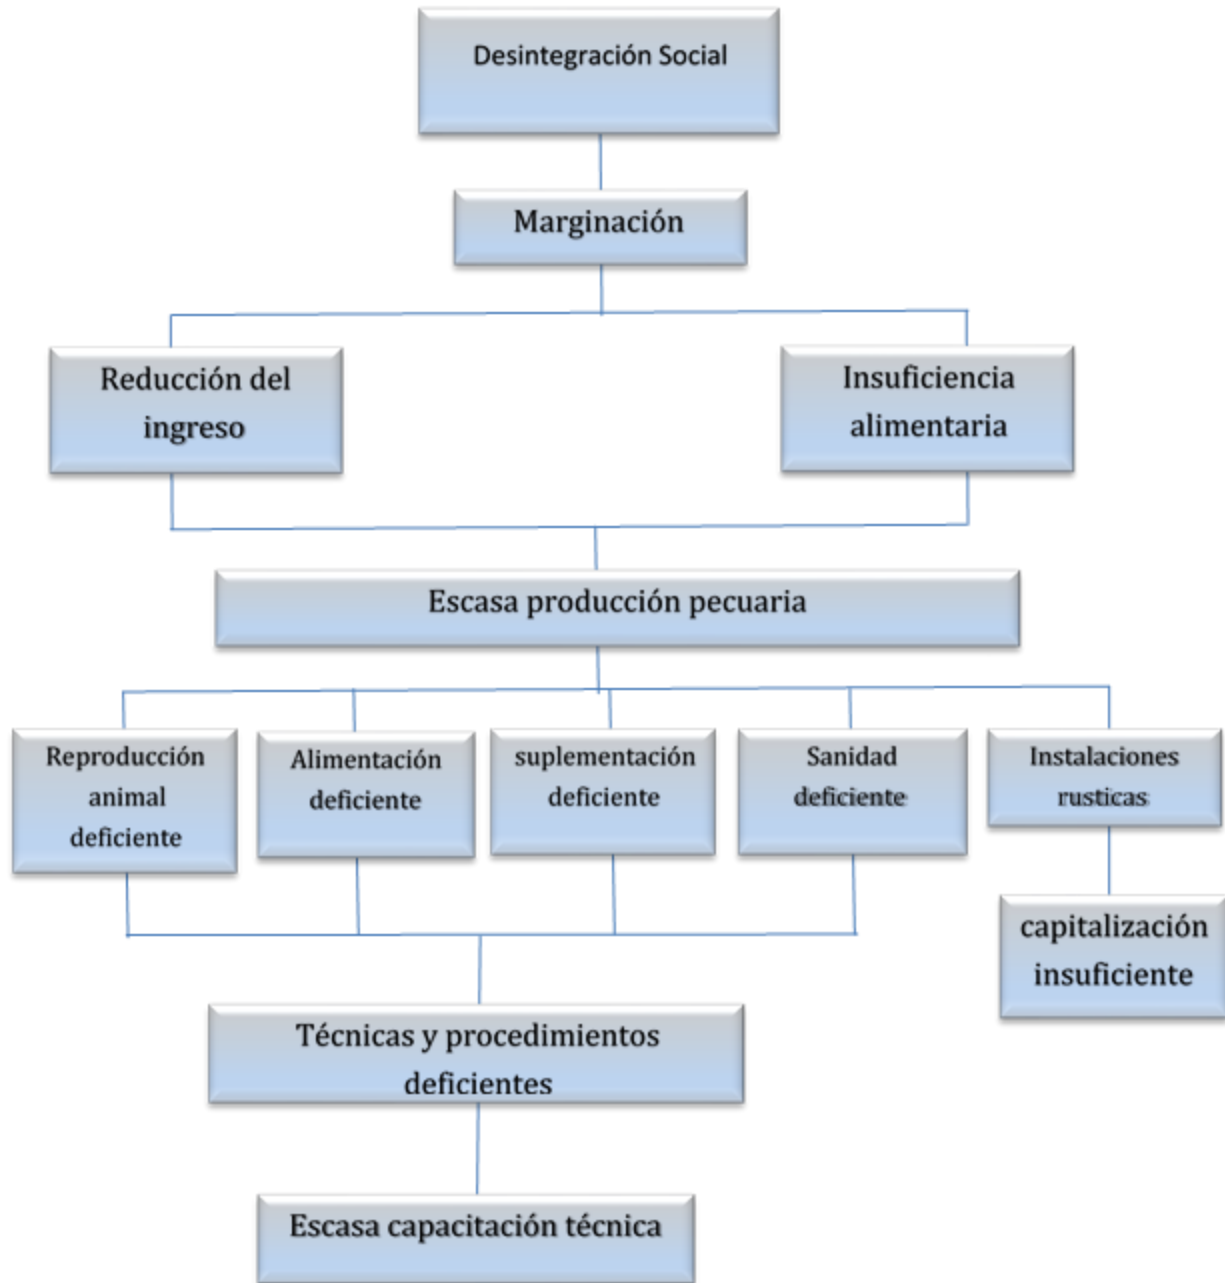 Desintegración Social
Marginación
Reducción del
ingreso
Insuficiencia
alimentaria
Escasa producción pecuaria
Reproducción
animal
deficiente
Alimentación
deficiente
suplementación
deficiente
Sanidad
deficiente
Instalaciones
rusticas
capitalización
insuficiente
Técnicas y procedimientos
deficientes
Escasa capacitación técnica